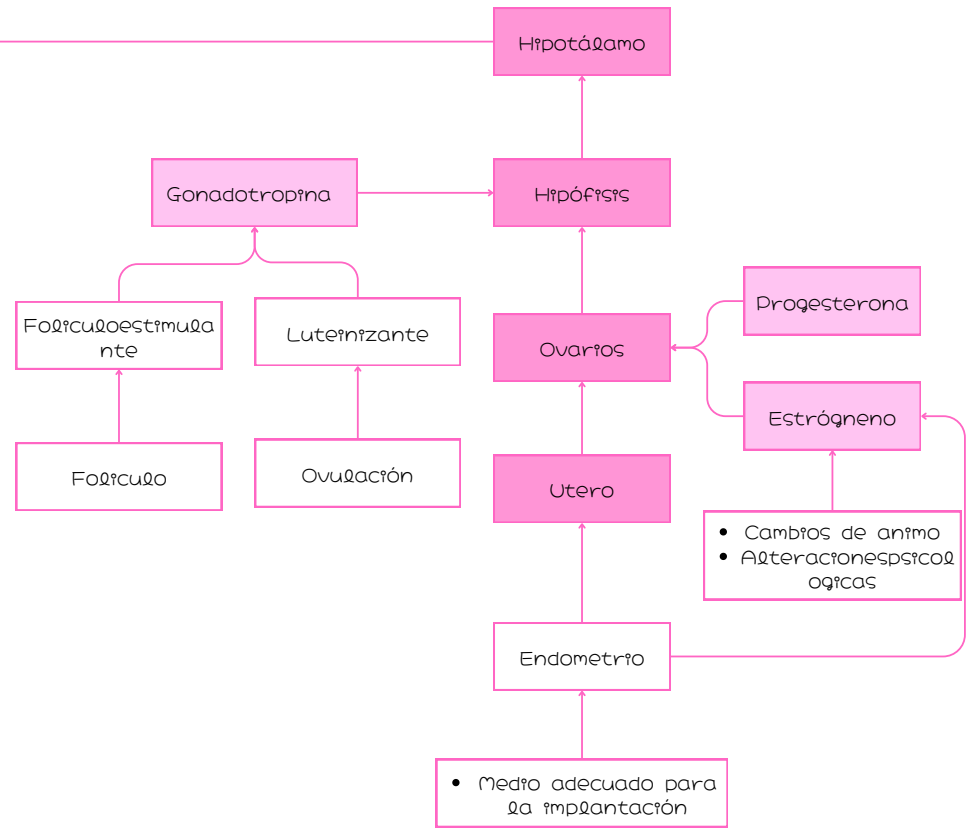 Hipotálamo
Gonadotropina
Hipófisis
Progesterona
Foliculoestimula
nte
Luteinizante
Ovarios
Estrógneno
Foliculo
Ovulación
Utero
• Cambios de animo
• Alteracionespsicol
ogicas
Endometrio
• Medio adecuado para
la implantación